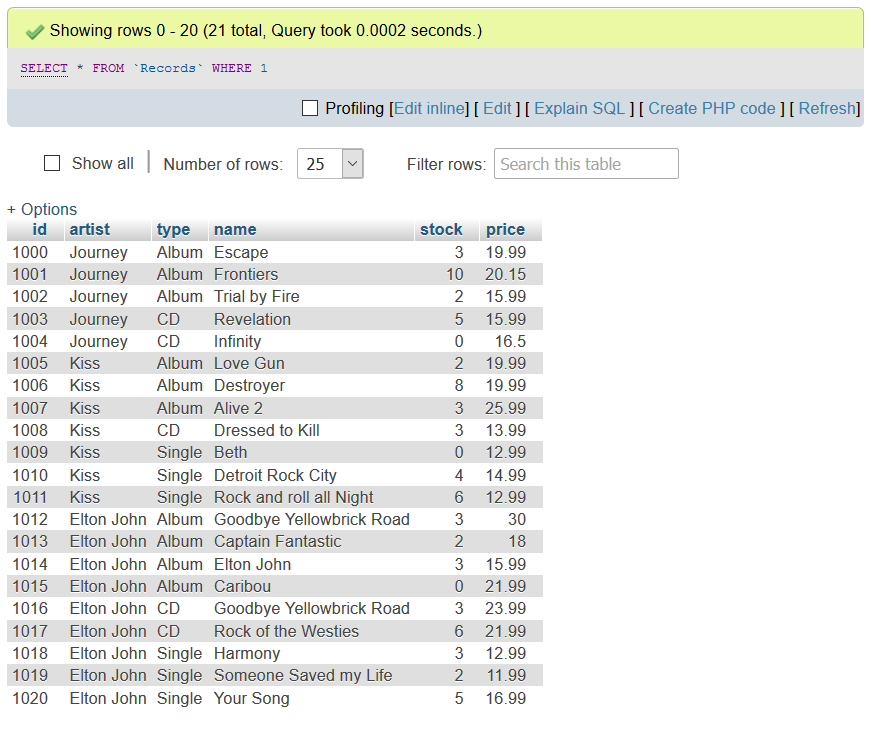 Showing rows 0 - 20 (21 total, Query took 0.0002 seconds.)
SELECT * FROM `Records` WHERE 1
Profiling [Edit inline] [ Edit ] [ Explain SQL ] [ Create PHP code ] [ Refresh]
Show all | Number of rows: 25 Filter rows: Search this table
+ Options
id artist type name stock price
1000 Journey Album Escape 3 19.99
1001 Journey Album Frontiers 10 20.15
1002 Journey Album Trial by Fire 2 15.99
1003 Journey CD Revelation 5 15.99
1004 Journey CD Infinity 0 16.5
1005 Kiss Album Love Gun 2 19.99
1006 Kiss Album Destroyer 8 19.99
1007 Kiss Album Alive 2 3 25.99
1008 Kiss CD Dressed to Kill 3 13.99
1009 Kiss Single Beth 0 12.99
1010 Kiss Single Detroit Rock City 4 14.99
1011 Kiss Single Rock and roll all Night 6 12.99
1012 Elton John Album Goodbye Yellowbrick Road 3 30
1013 Elton John Album Captain Fantastic 2 18
1014 Elton John Album Elton John 3 15.99
1015 Elton John Album Caribou 0 21.99
1016 Elton John CD Goodbye Yellowbrick Road 3 23.99
1017 Elton John CD Rock of the Westies 6 21.99
1018 Elton John Single Harmony 3 12.99
1019 Elton John Single Someone Saved my Life 2 11.99
1020 Elton John Single Your Song 5 16.99